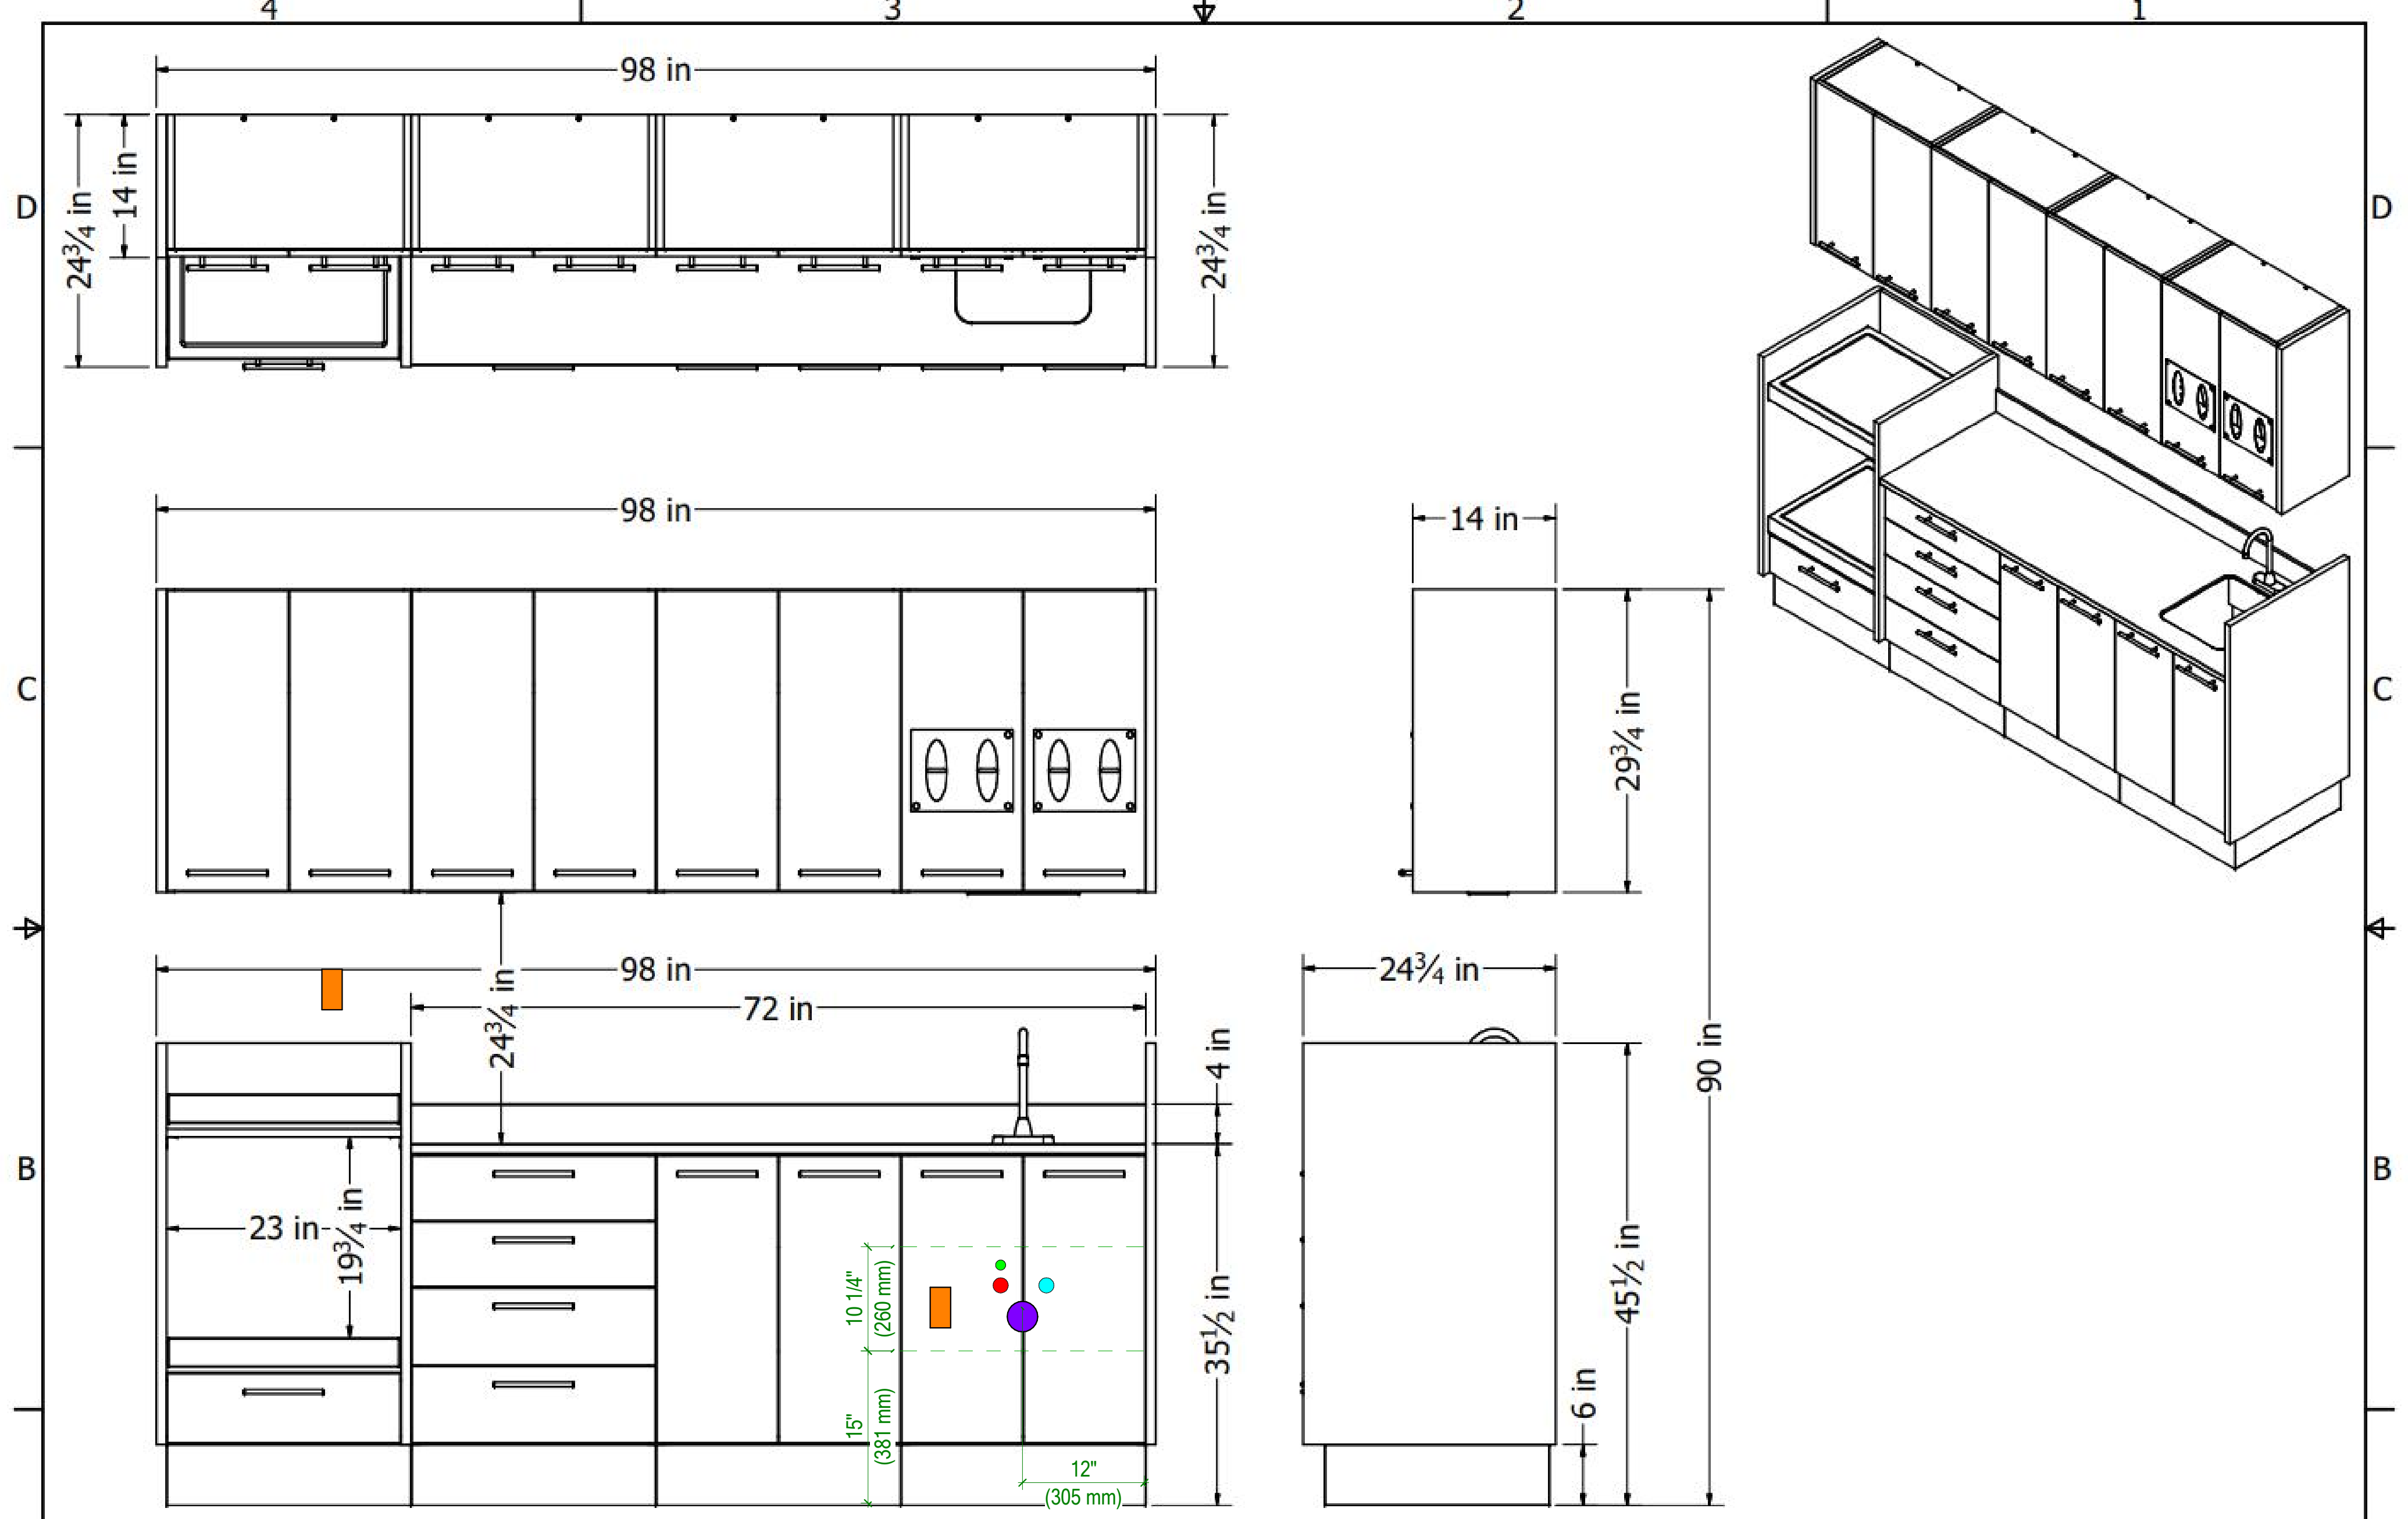 4 3 2 1
98 in
D
24¾ in
14 in
24¾ in
D
98 in
14 in
C
29¾ in
C
98 in
24¾ in
24¾ in
72 in
4 in
90 in
B
23 in
19¾ in
10 1/4"
(260 mm)
35½ in
45½ in
B
15"
(381 mm)
6 in
12"
(305 mm)